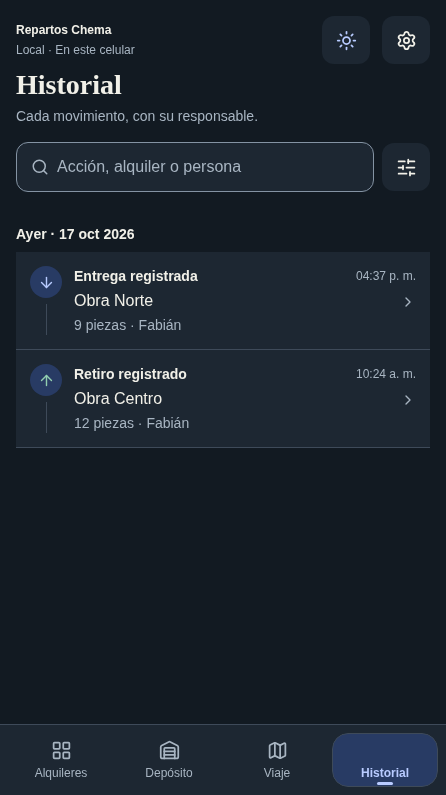 Repartos Chema
Local · En este celular
Historial
Cada movimiento, con su responsable.
Acción, alquiler o persona
Ayer · 17 oct 2026
Entrega registrada 04:37 p. m.
Obra Norte
9 piezas · Fabián
Retiro registrado 10:24 a. m.
Obra Centro
12 piezas · Fabián
Alquileres Depósito Viaje Historial